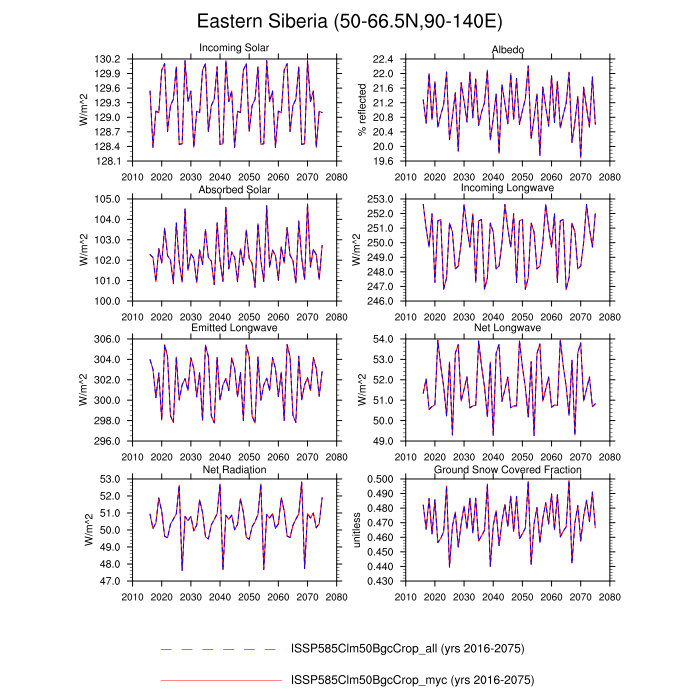 Eastern Siberia (50-66.5N,90-140E)
Incoming Solar
W/m^2
130.2
129.9
129.6
129.3
129.0
128.7
128.4
128.1
2010 2020 2030 2040 2050 2060 2070 2080
Albedo
% reflected
22.4
22.0
21.6
21.2
20.8
20.4
20.0
19.6
2010 2020 2030 2040 2050 2060 2070 2080
Absorbed Solar
W/m^2
105.0
104.0
103.0
102.0
101.0
100.0
2010 2020 2030 2040 2050 2060 2070 2080
Incoming Longwave
W/m^2
253.0
252.0
251.0
250.0
249.0
248.0
247.0
246.0
2010 2020 2030 2040 2050 2060 2070 2080
Emitted Longwave
W/m^2
306.0
304.0
302.0
300.0
298.0
296.0
2010 2020 2030 2040 2050 2060 2070 2080
Net Longwave
W/m^2
54.0
53.0
52.0
51.0
50.0
49.0
2010 2020 2030 2040 2050 2060 2070 2080
Net Radiation
W/m^2
53.0
52.0
51.0
50.0
49.0
48.0
47.0
2010 2020 2030 2040 2050 2060 2070 2080
Ground Snow Covered Fraction
unitless
0.500
0.490
0.480
0.470
0.460
0.450
0.440
0.430
2010 2020 2030 2040 2050 2060 2070 2080
ISSP585Clm50BgcCrop_all (yrs 2016-2075)
ISSP585Clm50BgcCrop_myc (yrs 2016-2075)